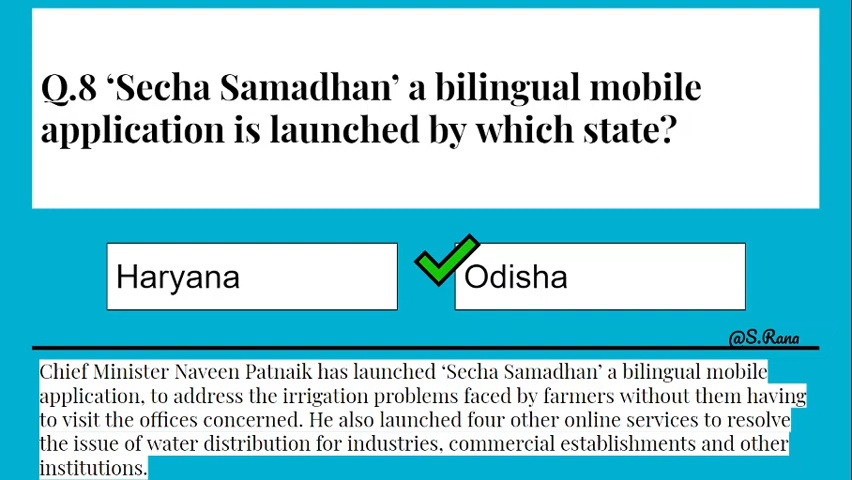 Q.8 ‘Secha Samadhan’ a bilingual mobile
application is launched by which state?
Haryana
Odisha
@S.Rana
Chief Minister Naveen Patnaik has launched ‘Secha Samadhan’ a bilingual mobile
application, to address the irrigation problems faced by farmers without them having
to visit the offices concerned. He also launched four other online services to resolve
the issue of water distribution for industries, commercial establishments and other
institutions.